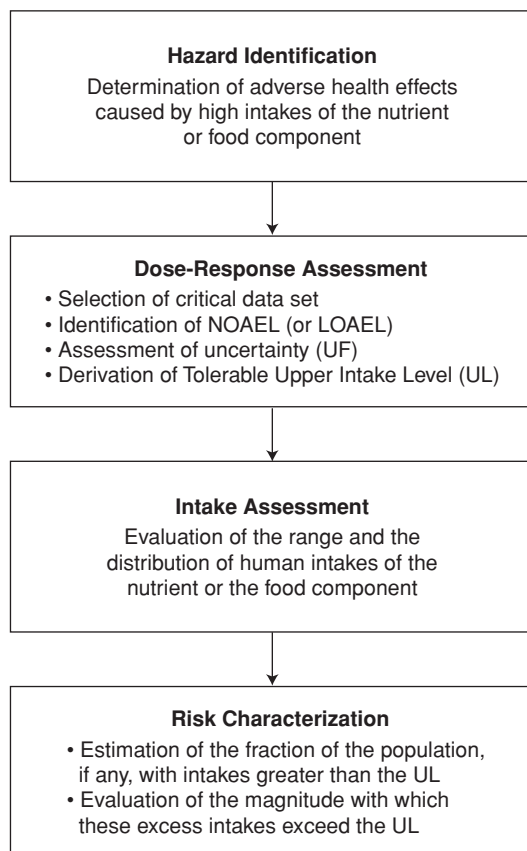 Hazard Identification
Determination of adverse health effects
caused by high intakes of the nutrient
or food component
Dose-Response Assessment
• Selection of critical data set
• Identification of NOAEL (or LOAEL)
• Assessment of uncertainty (UF)
• Derivation of Tolerable Upper Intake Level (UL)
Intake Assessment
Evaluation of the range and the
distribution of human intakes of the
nutrient or the food component
Risk Characterization
• Estimation of the fraction of the population,
if any, with intakes greater than the UL
• Evaluation of the magnitude with which
these excess intakes exceed the UL